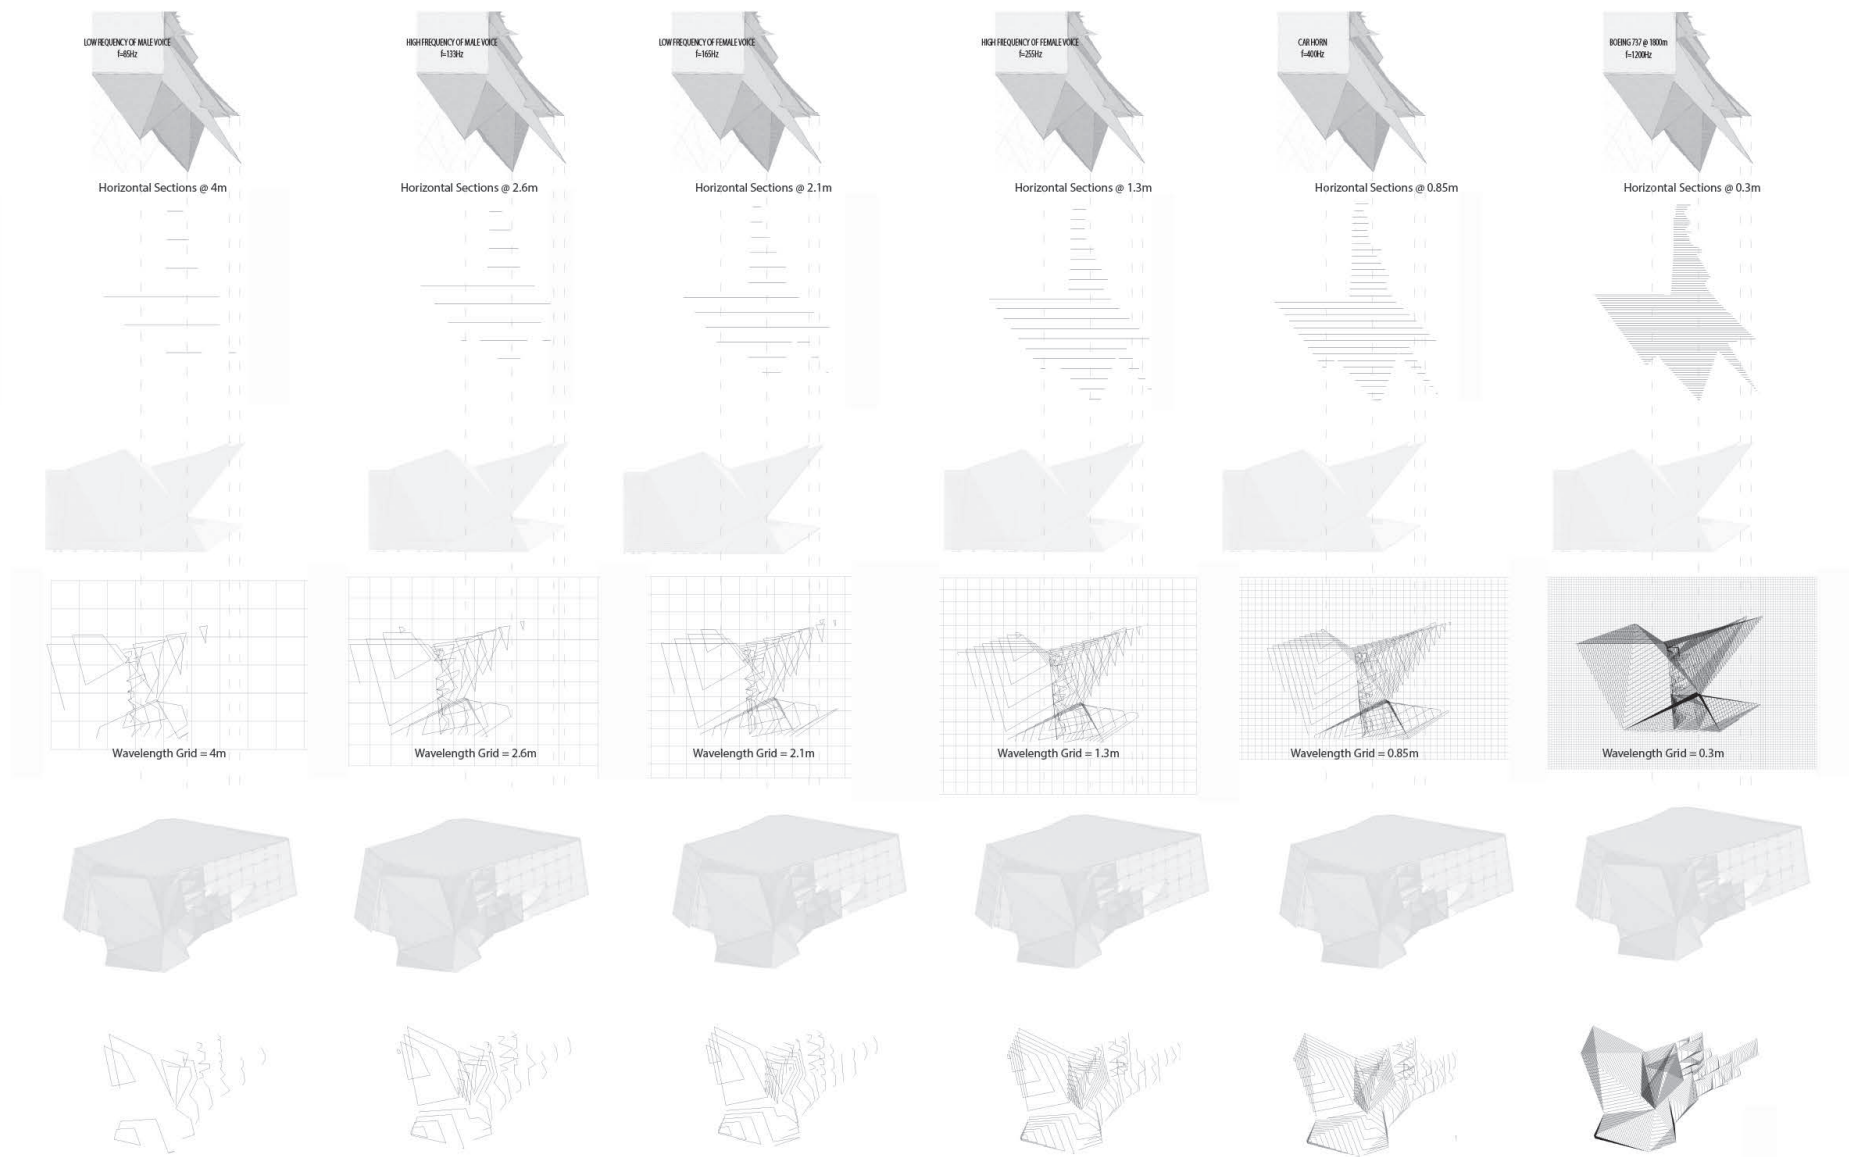 LOW REQUENCY OF MALE VOICE
f=85Hz
HIGH FREQUENCY OF MALE VOICE
f=133Hz
LOW FREQUENCY OF FEMALE VOICE
f=165Hz
HIGH FREQUENCY OF FEMALE VOICE
f=255Hz
CAR HORN
f=400Hz
BOEING 737 @ 1800m
f=1200Hz
Horizontal Sections @ 4m
Horizontal Sections @ 2.6m
Horizontal Sections @ 2.1m
Horizontal Sections @ 1.3m
Horizontal Sections @ 0.85m
Horizontal Sections @ 0.3m
Wavelength Grid = 4m
Wavelength Grid = 2.6m
Wavelength Grid = 2.1m
Wavelength Grid = 1.3m
Wavelength Grid = 0.85m
Wavelength Grid = 0.3m